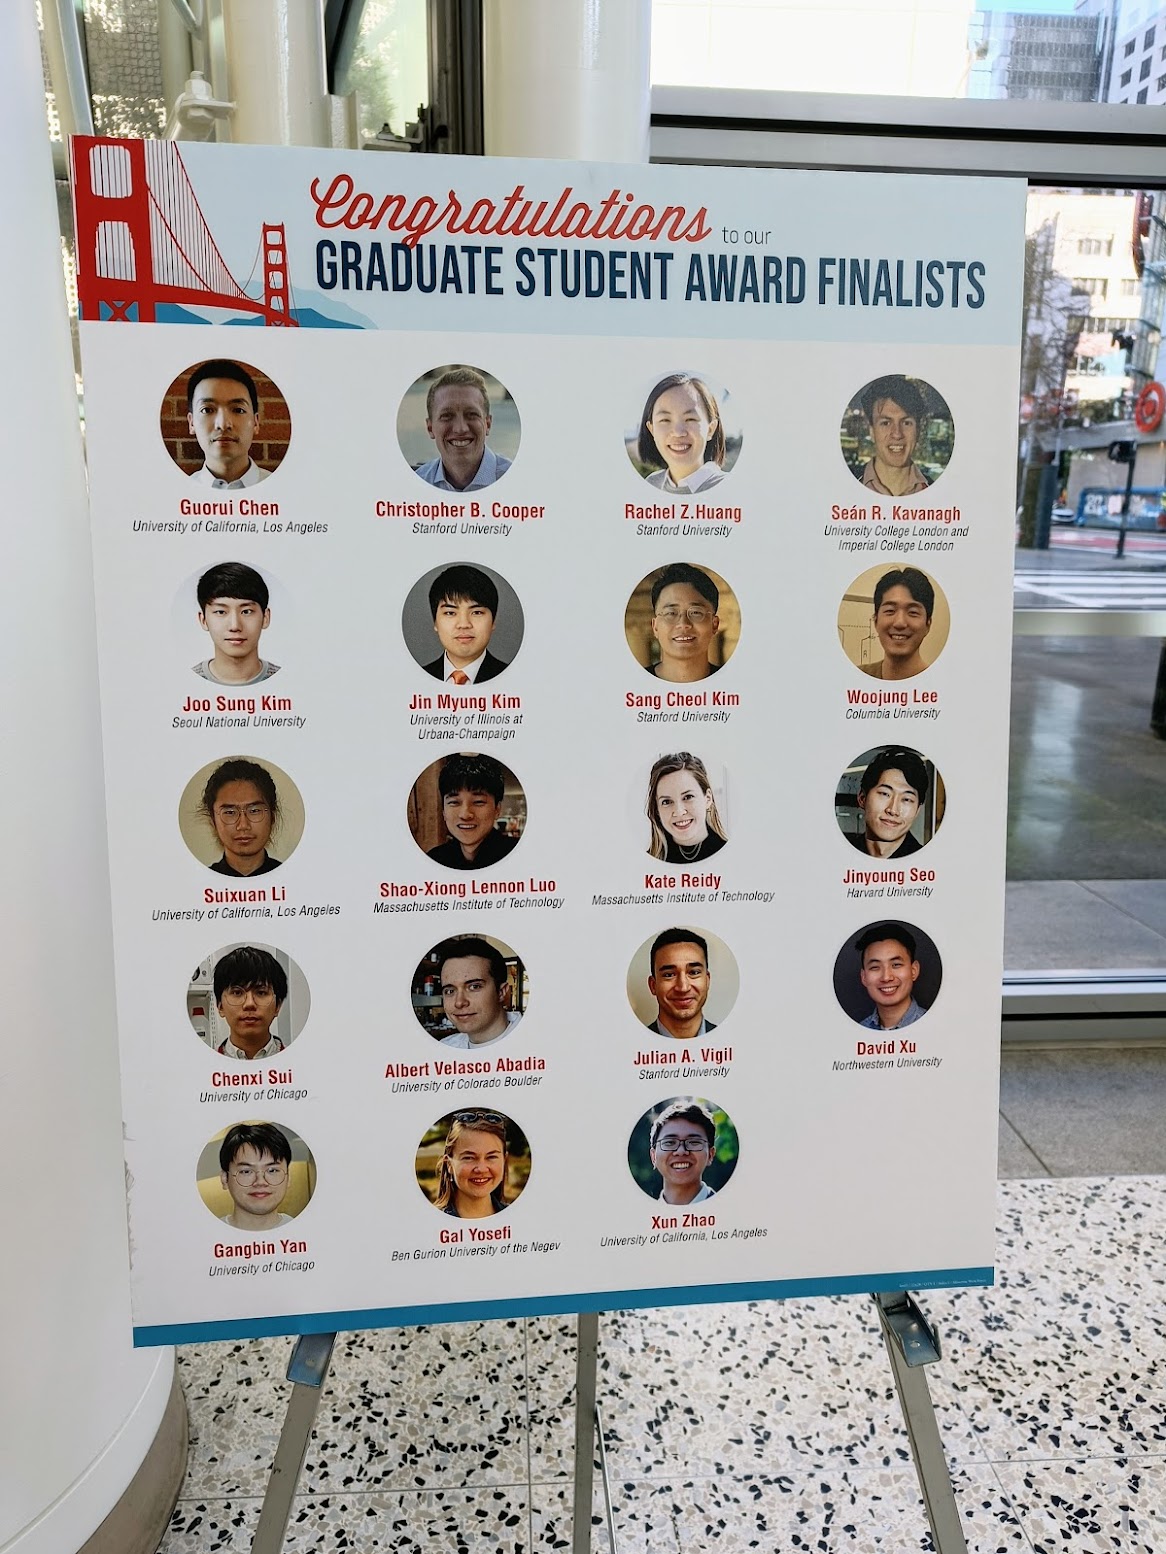 Congratulations to our
GRADUATE STUDENT AWARD FINALISTS
Guorui Chen
University of California, Los Angeles
Christopher B. Cooper
Stanford University
Rachel Z.Huang
Stanford University
Seán R. Kavanagh
University College London and
Imperial College London
Joo Sung Kim
Seoul National University
Jin Myung Kim
University of Illinois at
Urbana-Champaign
Sang Cheol Kim
Stanford University
Woojung Lee
Columbia University
Suixuan Li
University of California, Los Angeles
Shao-Xiong Lennon Luo
Massachusetts Institute of Technology
Kate Reidy
Massachusetts Institute of Technology
Jinyoung Seo
Harvard University
Chenxi Sui
University of Chicago
Albert Velasco Abadia
University of Colorado Boulder
Julian A. Vigil
Stanford University
David Xu
Northwestern University
Gangbin Yan
University of Chicago
Gal Yosefi
Ben Gurion University of the Negev
Xun Zhao
University of California, Los Angeles